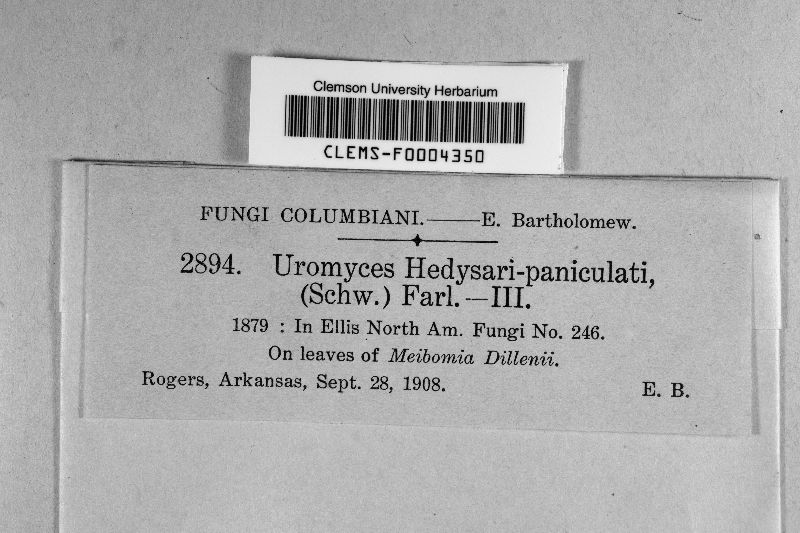 Clemson University Herbarium
CLEMS-F0004350
FUNGI COLUMBIANI.——E. Bartholomew.
2894. Uromyces Hedysari-paniculati,
(Schw.) Farl.—III.
1879 : In Ellis North Am. Fungi No. 246.
On leaves of Meibomia Dillenii.
Rogers, Arkansas, Sept. 28, 1908. E. B.